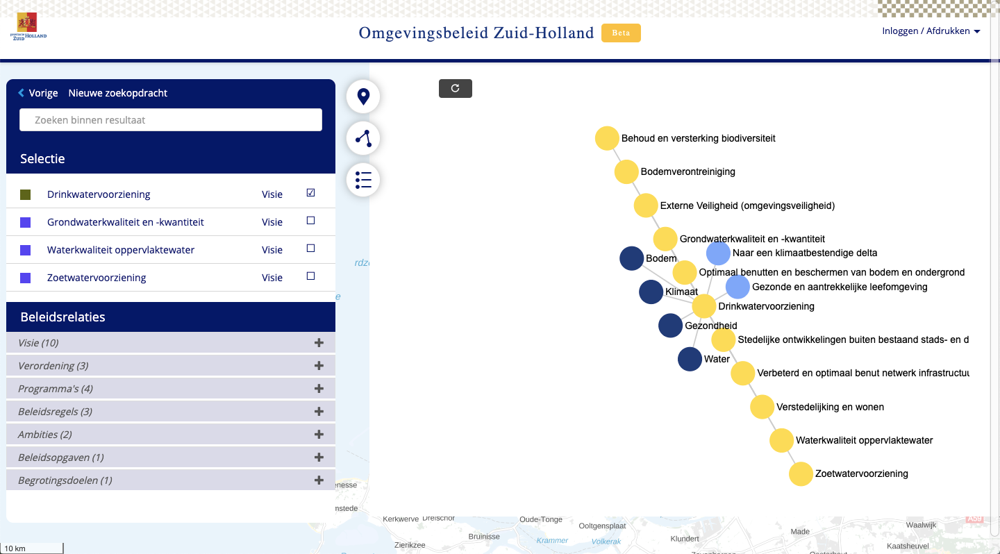 provincie
ZUID HOLLAND
Omgevingsbeleid Zuid-Holland
Beta
Inloggen / Afdrukken
Vorige
Nieuwe zoekopdracht
Zoeken binnen resultaat
Selectie
Drinkwatervoorziening Visie
Grondwaterkwaliteit en -kwantiteit Visie
Waterkwaliteit oppervlaktewater Visie
Zoetwatervoorziening Visie
Beleidsrelaties
Visie (10)
Verordening (3)
Programma's (4)
Beleidsregels (3)
Ambities (2)
Beleidsopgaven (1)
Begrotingsdoelen (1)
Behoud en versterking biodiversiteit
Bodemverontreiniging
Externe Veiligheid (omgevingsveiligheid)
Grondwaterkwaliteit en -kwantiteit
Naar een klimaatbestendige delta
Bodem
Optimaal benutten en beschermen van bodem en ondergrond
Gezonde en aantrekkelijke leefomgeving
Klimaat
Drinkwatervoorziening
Gezondheid
Stedelijke ontwikkelingen buiten bestaand stads- en d
Water
Verbeterd en optimaal benut netwerk infrastructuu
Verstedelijking en wonen
Waterkwaliteit oppervlaktewater
Zoetwatervoorziening
rdz
e
enesse
mstede
Kerkwerve
Dreischor
Oude-Tonge
Ooltgensplaat
A59
Waalwijk
Made
Bruinisse
Krammer
Volkerak
Klundert
Zierikzee
Kaatsheuvel
Oosterhout
10 km